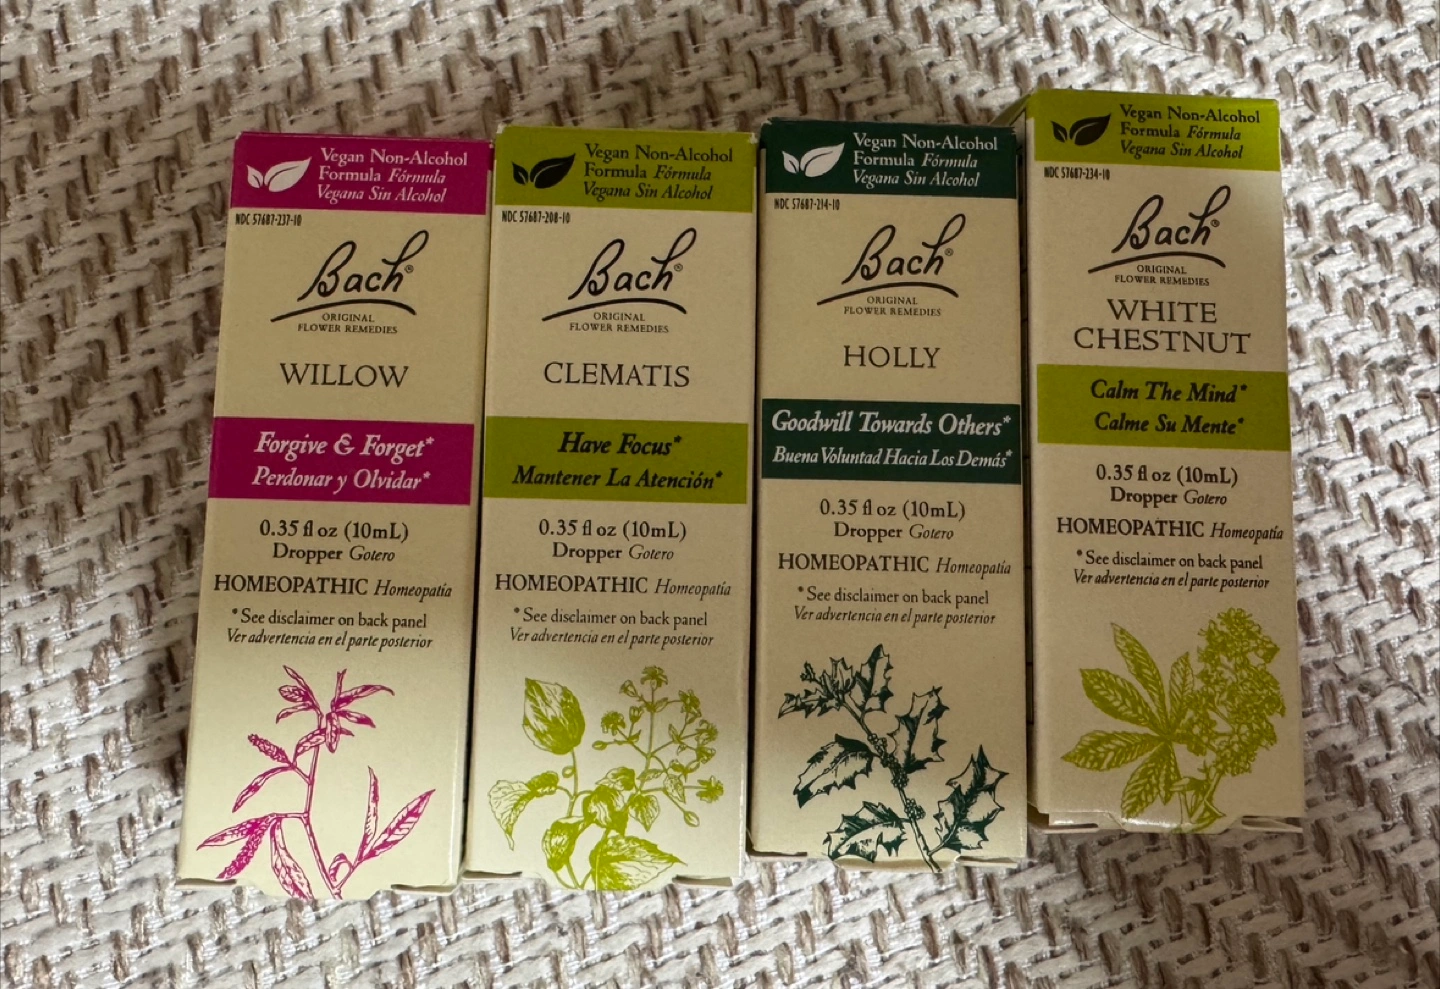 Vegan Non-Alcohol
Formula Fórmula
Vegana Sin Alcohol
NDC 57687-237-10
Bach®
ORIGINAL
FLOWER REMEDIES
WILLOW
Forgive & Forget*
Perdonar y Olvidar*
0.35 fl oz (10mL)
Dropper Gotero
HOMEOPATHIC Homeopatía
*See disclaimer on back panel
Ver advertencia en el parte posterior
Vegan Non-Alcohol
Formula Fórmula
Vegana Sin Alcohol
NDC 57687-208-10
Bach®
ORIGINAL
FLOWER REMEDIES
CLEMATIS
Have Focus*
Mantener La Atención*
0.35 fl oz (10mL)
Dropper Gotero
HOMEOPATHIC Homeopatía
*See disclaimer on back panel
Ver advertencia en el parte posterior
Vegan Non-Alcohol
Formula Fórmula
Vegana Sin Alcohol
NDC 57687-214-10
Bach®
ORIGINAL
FLOWER REMEDIES
HOLLY
Goodwill Towards Others*
Buena Voluntad Hacia Los Demás*
0.35 fl oz (10mL)
Dropper Gotero
HOMEOPATHIC Homeopatía
*See disclaimer on back panel
Ver advertencia en el parte posterior
Vegan Non-Alcohol
Formula Fórmula
Vegana Sin Alcohol
NDC 57687-234-10
Bach®
ORIGINAL
FLOWER REMEDIES
WHITE
CHESTNUT
Calm The Mind*
Calme Su Mente*
0.35 fl oz (10mL)
Dropper Gotero
HOMEOPATHIC Homeopatía
*See disclaimer on back panel
Ver advertencia en el parte posterior